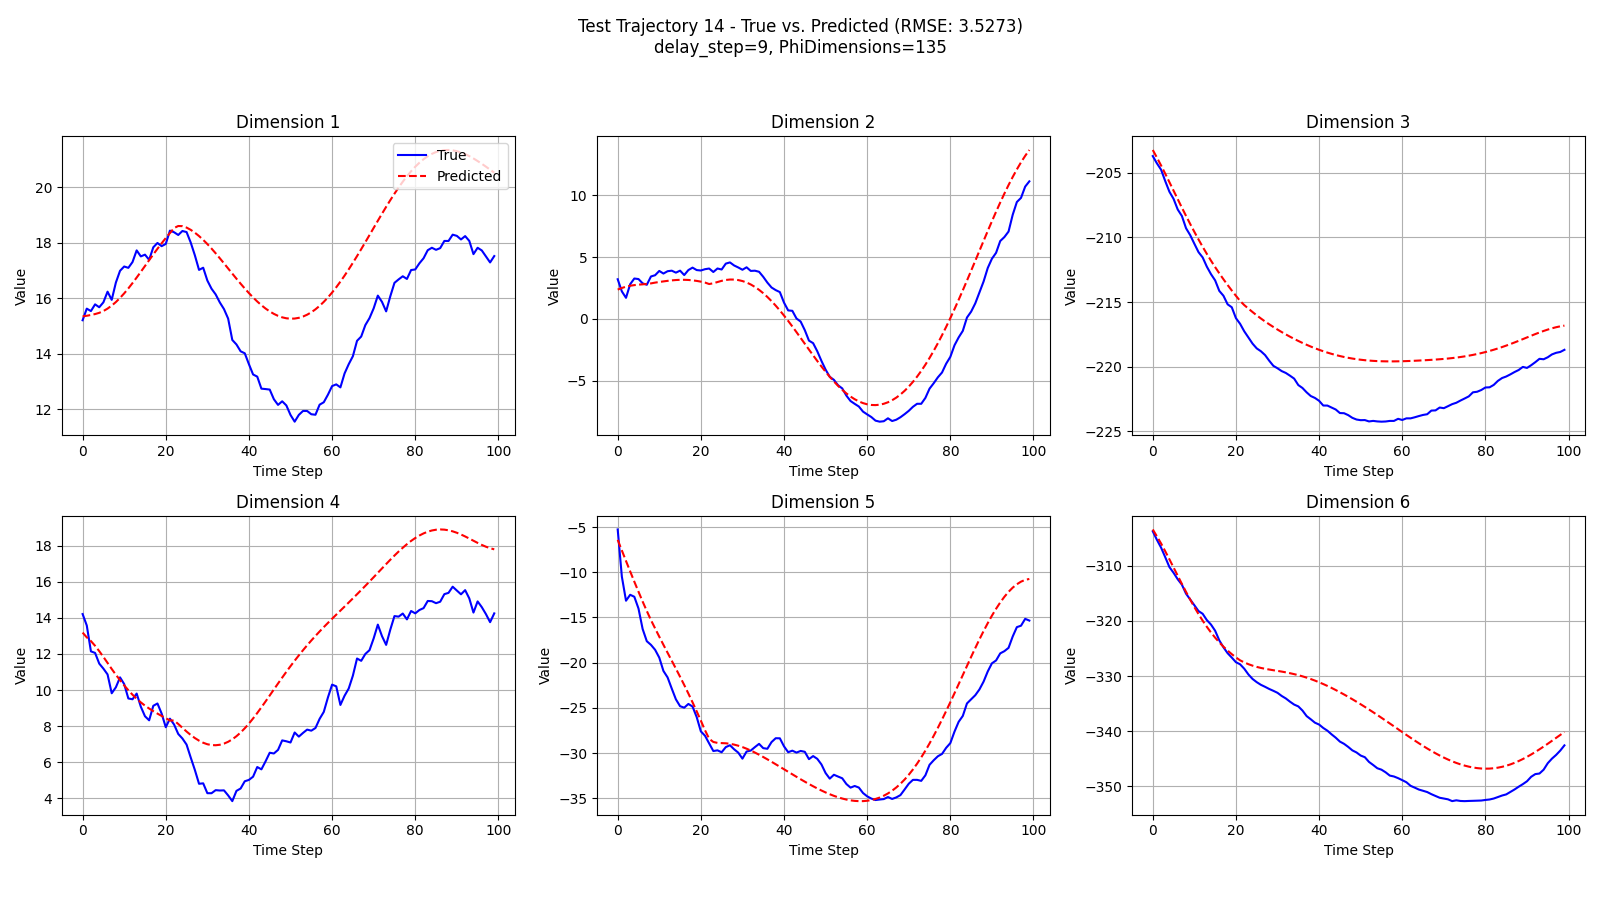 Test Trajectory 14 - True vs. Predicted (RMSE: 3.5273)
delay_step=9, PhiDimensions=135
Dimension 1
True
Predicted
20
18
16
14
12
Value
0 20 40 60 80 100
Time Step
Dimension 2
10
5
0
−5
Value
0 20 40 60 80 100
Time Step
Dimension 3
−205
−210
−215
−220
−225
Value
0 20 40 60 80 100
Time Step
Dimension 4
18
16
14
12
10
8
6
4
Value
0 20 40 60 80 100
Time Step
Dimension 5
−5
−10
−15
−20
−25
−30
−35
Value
0 20 40 60 80 100
Time Step
Dimension 6
−310
−320
−330
−340
−350
Value
0 20 40 60 80 100
Time Step